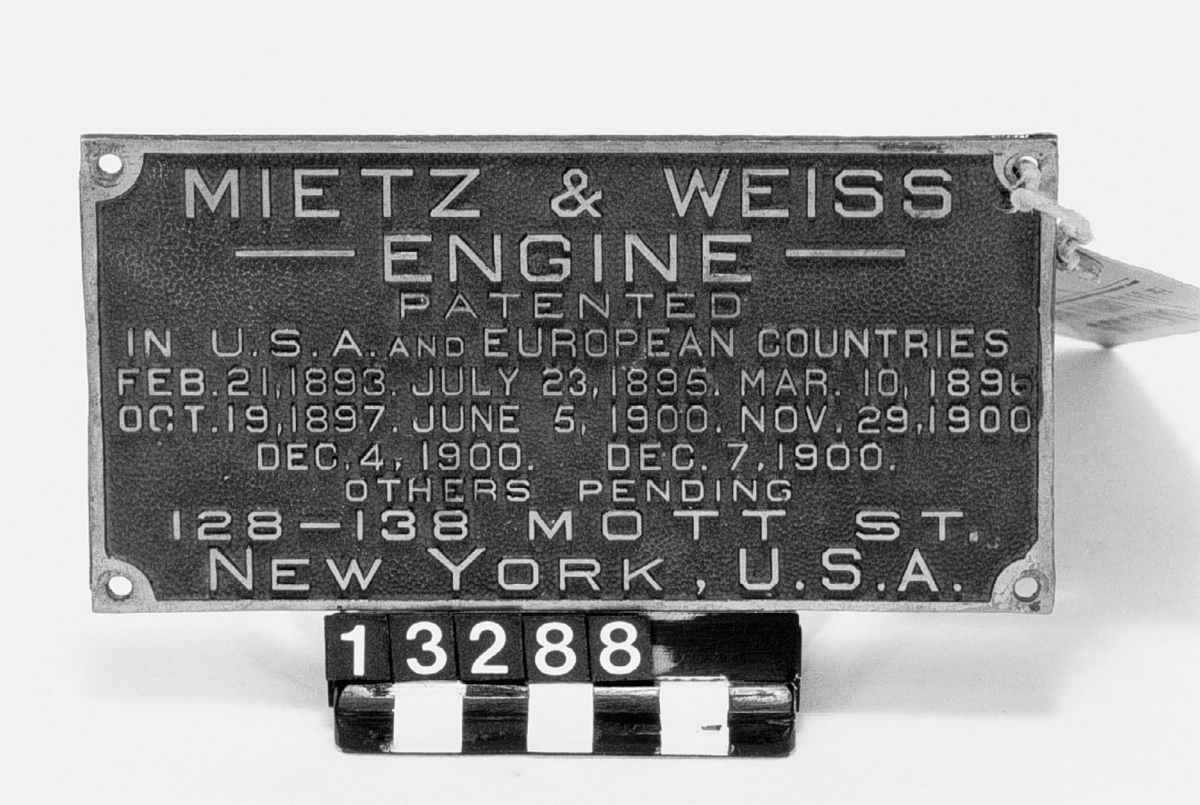 MIETZ & WEISS
— ENGINE —
PATENTED
IN U.S.A. AND EUROPEAN COUNTRIES
FEB. 21, 1893. JULY 23, 1895. MAR. 10, 1896
OCT. 19, 1897. JUNE 5, 1900. NOV. 29, 1900
DEC. 4, 1900. DEC. 7, 1900.
OTHERS PENDING
128–138 MOTT ST.
NEW YORK, U.S.A.
13288